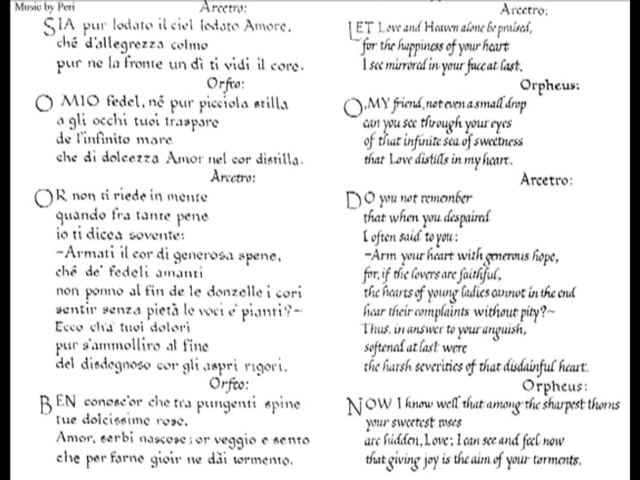 Music by Peri
Arcetro:
SIA pur lodato il ciel lodato Amore,
chè d'allegrezza colmo
pur ne la fronte un dì ti vidi il core.
Orfeo:
O MIO fedel, nè pur picciola stilla
a gli occhi tuoi traspare
de l'infinito mare
che di dolcezza Amor nel cor distilla.
Arcetro:
OR non ti riede in mente
quando fra tante pene
io ti dicea sovente:
~Armati il cor di generosa spene,
chè de' fedeli amanti
non ponno al fin de le donzelle i cori
sentir senza pietà le voci e' pianti?~
Ecco ch'a' tuoi dolori
pur s'ammolliro al fine
del disdegnoso cor gli aspri rigori.
Orfeo:
BEN conosc'or che tra pungenti spine
tue dolcissime rose,
Amor, serbi nascose; or veggio e sento
che per farne gioir ne dài tormento.
Arcetro:
LET Love and Heaven alone be praised,
for the happiness of your heart
I see mirrored in your face at last.
Orpheus:
O, MY friend, not even a small drop
can you see through your eyes
of that infinite sea of sweetness
that Love distills in my heart.
Arcetro:
DO you not remember
that when you despaired
I often said to you:
~Arm your heart with generous hope,
for, if the lovers are faithful,
the hearts of young ladies cannot in the end
hear their complaints without pity?~
Thus, in answer to your anguish,
softened at last were
the harsh severities of that disdainful heart.
Orpheus:
NOW I know well that among the sharpest thorns
your sweetest roses
are hidden, Love; I can see and feel now
that giving joy is the aim of your torments.